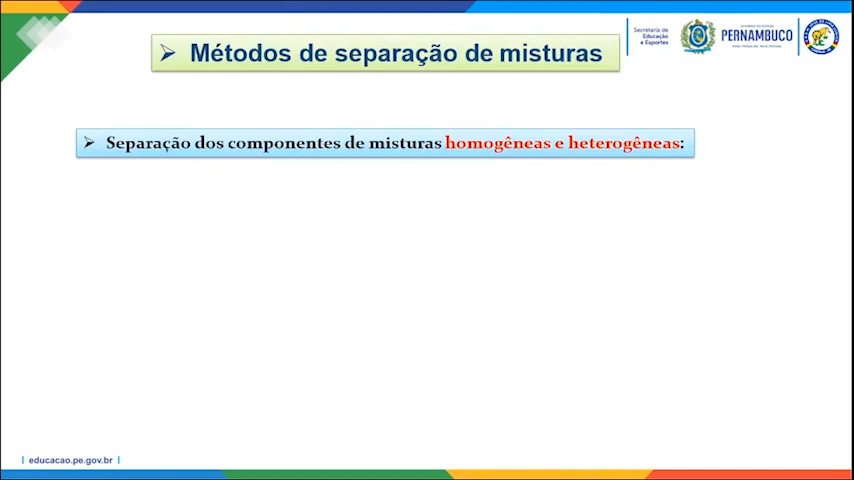 ➢ Métodos de separação de misturas
Secretaria de
Educação
e Esportes
PERNAMBUCO
➢ Separação dos componentes de misturas homogêneas e heterogêneas:
educacao.pe.gov.br